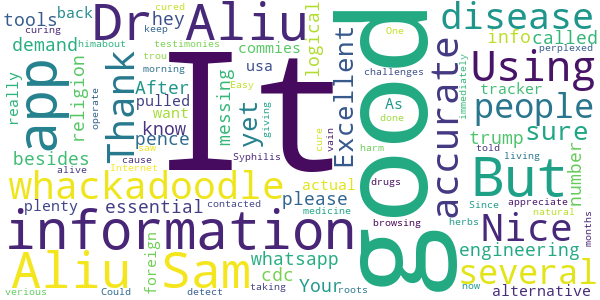 cured
tools back hey
himabout
curing
demand
testimonies
really
religion
operate
app
Dr Aliu
trou
morning
Thank
After
pulled
know
pence
cause
besides
alive
commies
usa
yet
messing
want
Easy
giving
saw
Internet
Syphilis
cure
vain
logical
It
good
Excellent
One
challenges
As
done
harm
drugs
told
browsing
disease
info called
keep
perplexed
tracker
Using
immediately
accurate
people
sure
trump
number
living
But
appreciate
Since
natural
herbs
months
whackadoodle
please
plenty
essential
actual
contacted
medicine
information
Nice
Aliu Sam
foreign
whatsapp
cdc
Your
taking
roots
engineering
several
now
alternative
verious
Could
detect